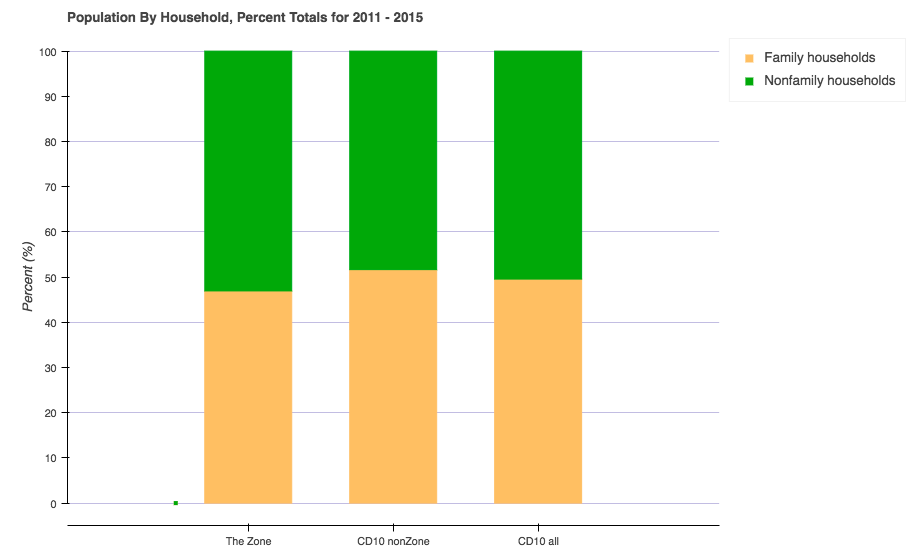 Population By Household, Percent Totals for 2011 - 2015
Family households
Nonfamily households
Percent (%)
100
90
80
70
60
50
40
30
20
10
0
The Zone
CD10 nonZone
CD10 all